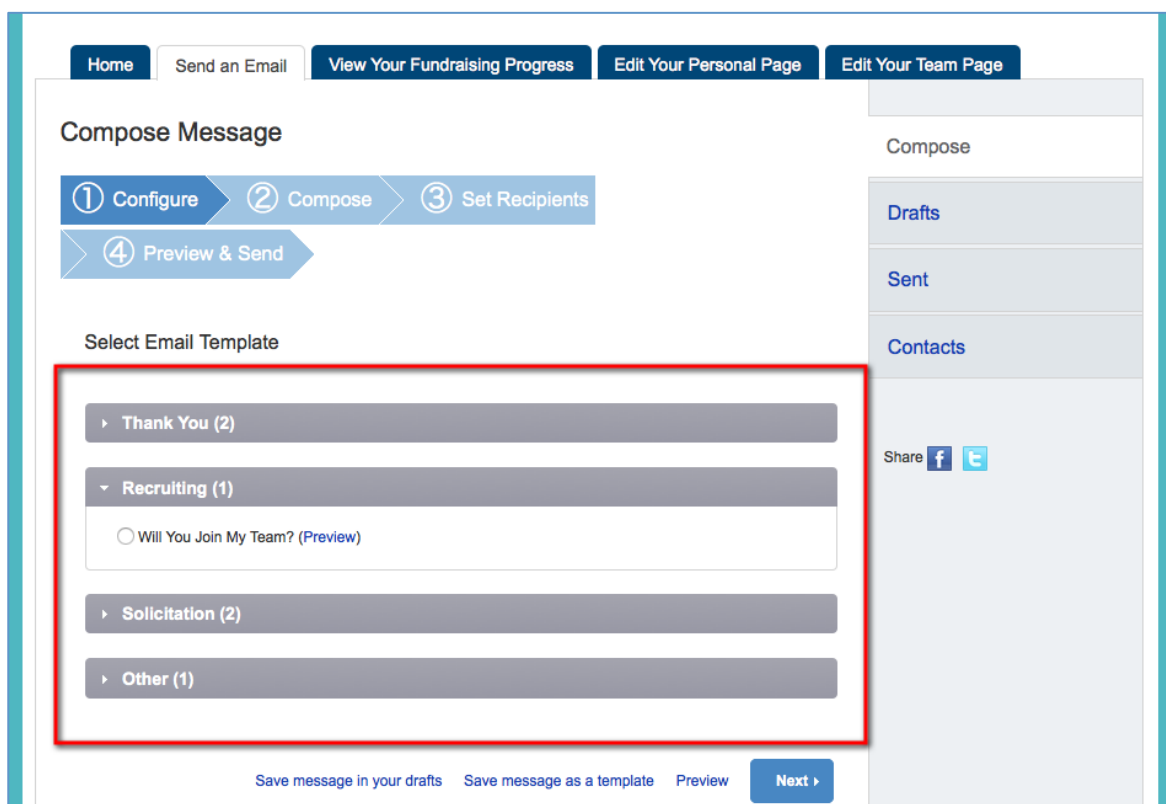 Home Send an Email View Your Fundraising Progress Edit Your Personal Page Edit Your Team Page
Compose Message
① Configure ② Compose ③ Set Recipients
④ Preview & Send
Select Email Template
Thank You (2)
Recruiting (1)
Will You Join My Team? (Preview)
Solicitation (2)
Other (1)
Save message in your drafts Save message as a template Preview Next
Compose
Drafts
Sent
Contacts
Share f t